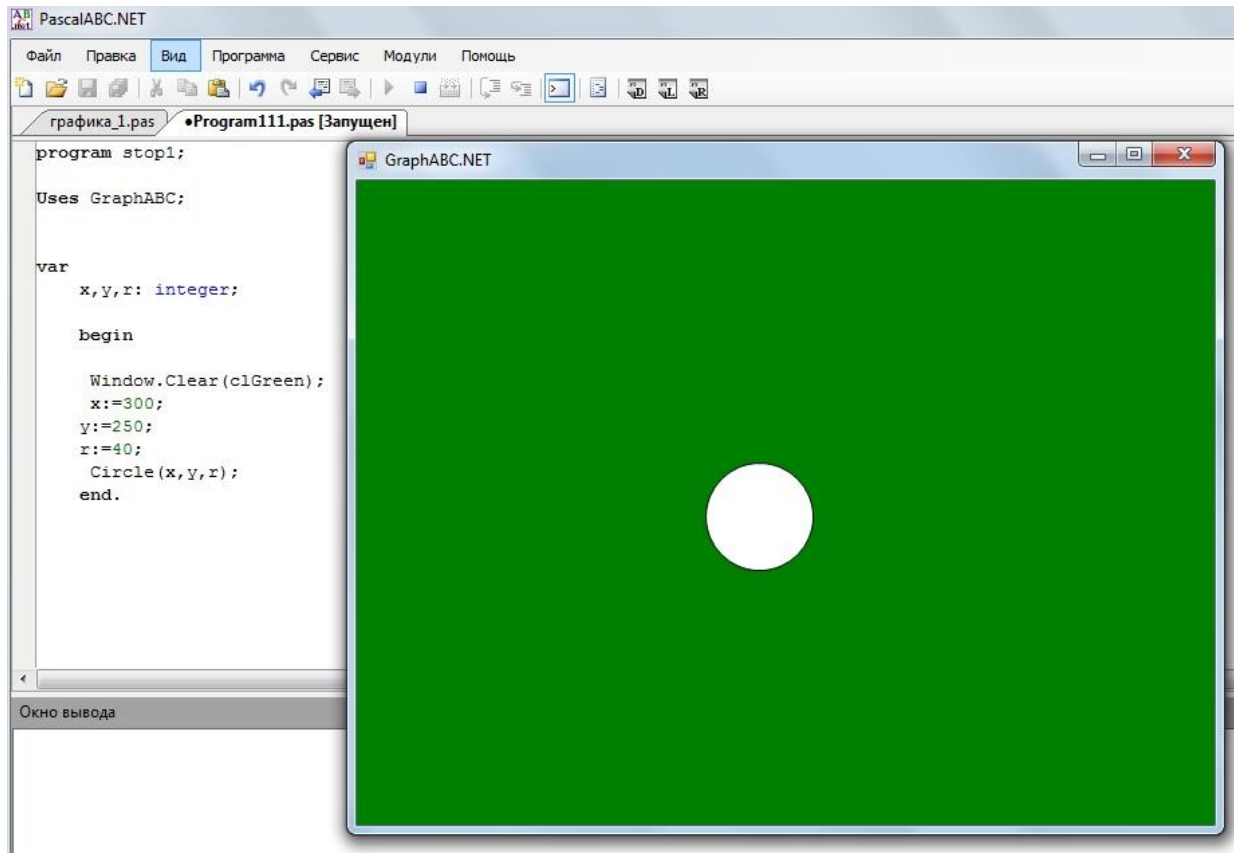 PascalABC.NET
Файл Правка Вид Программа Сервис Модули Помощь
графика_1.pas •Program111.pas [Запущен]
program stop1;
Uses GraphABC;
var
x,y,r: integer;
begin
Window.Clear(clGreen);
x:=300;
y:=250;
r:=40;
Circle(x,y,r);
end.
GraphABC.NET
Окно вывода